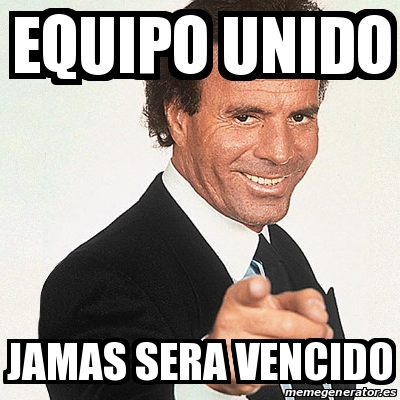 EQUIPO UNIDO
JAMAS SERA VENCIDO
memegenerator.es